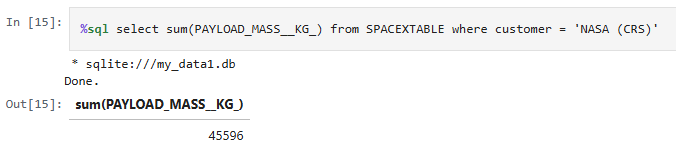 In [15]: %sql select sum(PAYLOAD_MASS__KG_) from SPACEXTABLE where customer = 'NASA (CRS)'
* sqlite:///my_data1.db
Done.
Out[15]: sum(PAYLOAD_MASS__KG_)
45596